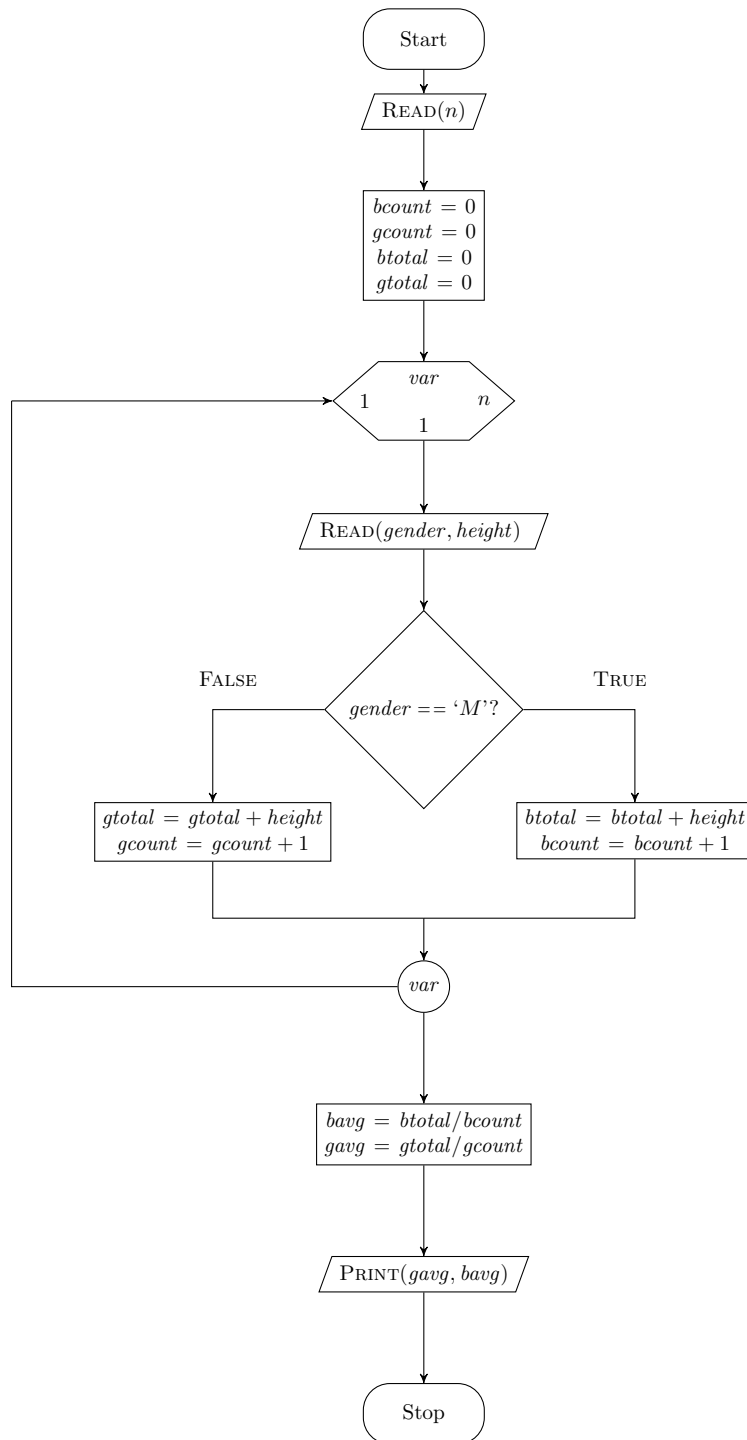 Start
READ(n)
bcount = 0
gcount = 0
btotal = 0
gtotal = 0
var
1 n
1
READ(gender, height)
FALSE TRUE
gender == ‘M’?
gtotal = gtotal + height
gcount = gcount + 1
btotal = btotal + height
bcount = bcount + 1
var
bavg = btotal/bcount
gavg = gtotal/gcount
PRINT(gavg, bavg)
Stop